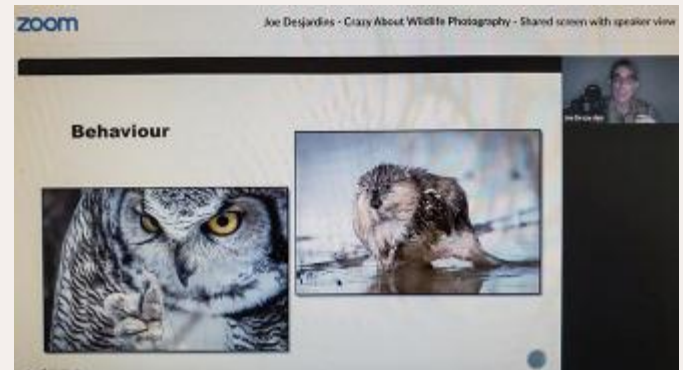 zoom
Joe Desjardins - Crazy About Wildlife Photography - Shared screen with speaker view
Behaviour